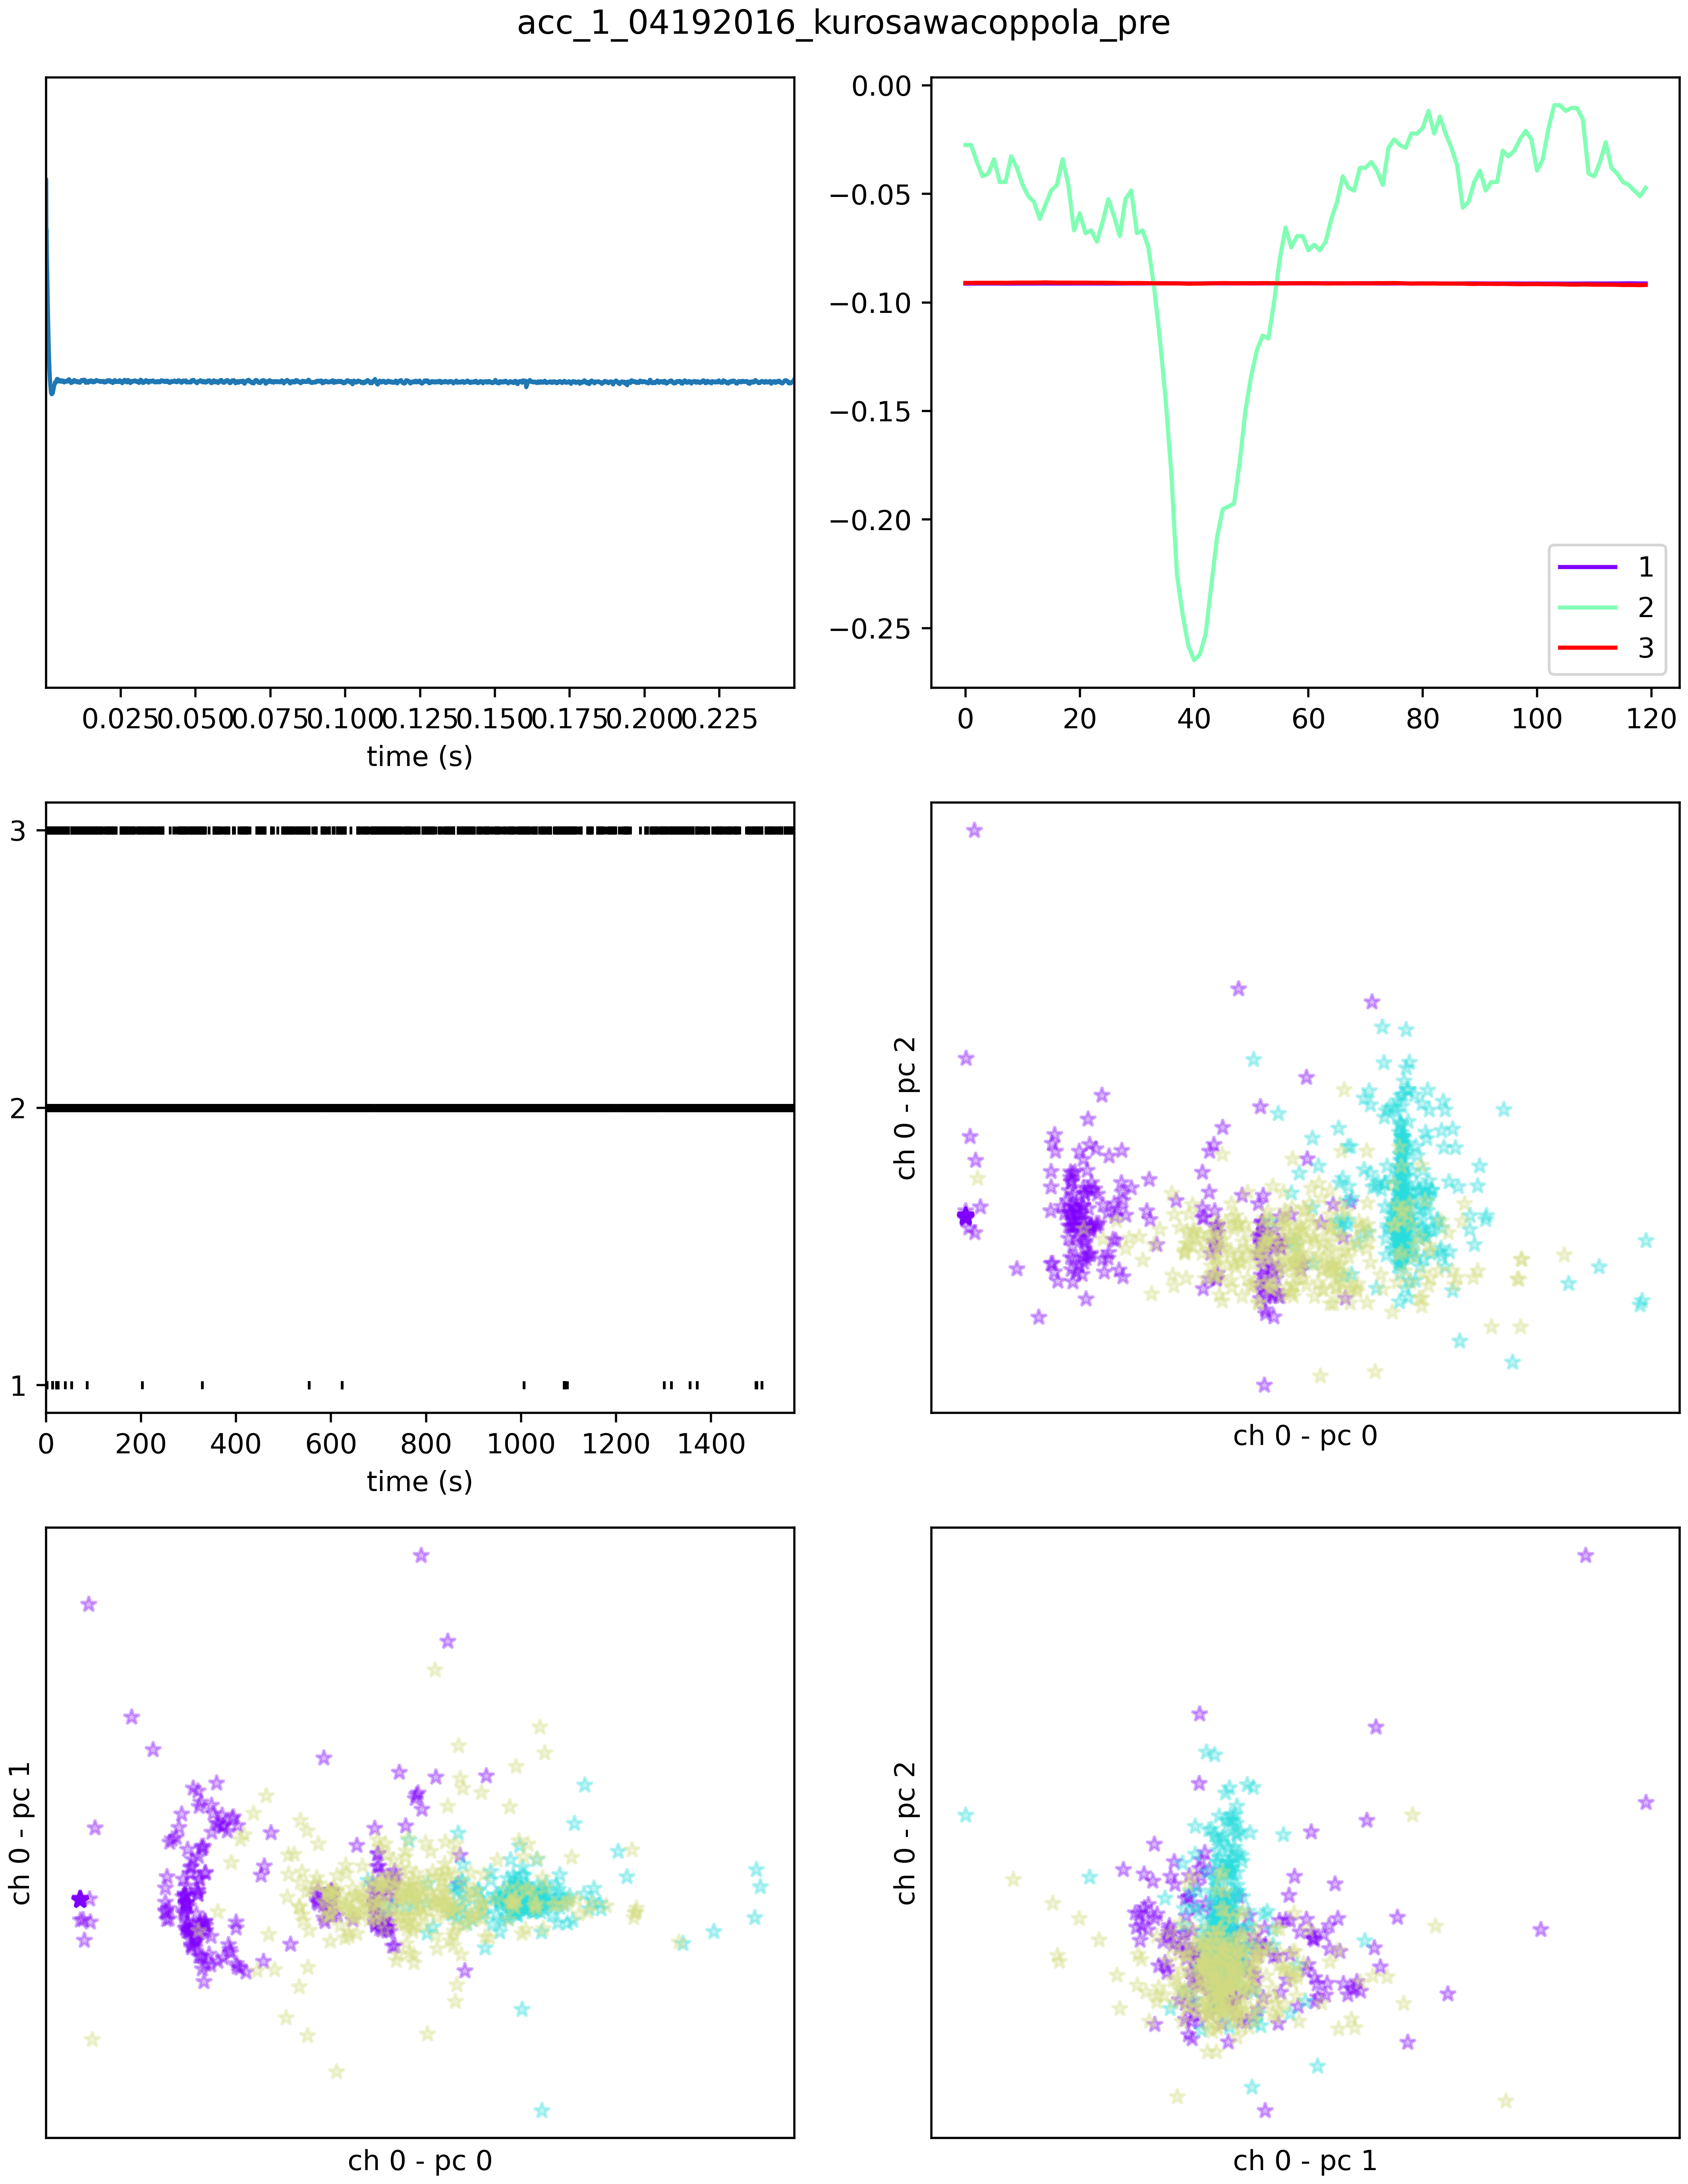 acc_1_04192016_kurosawacoppola_pre
0.025 0.050 0.075 0.100 0.125 0.150 0.175 0.200 0.225
time (s)
0.00
−0.05
−0.10
−0.15
−0.20
−0.25
1
2
3
0 20 40 60 80 100 120
3
2
1
0 200 400 600 800 1000 1200 1400
time (s)
ch 0 - pc 2
ch 0 - pc 0
ch 0 - pc 1
ch 0 - pc 0
ch 0 - pc 2
ch 0 - pc 1